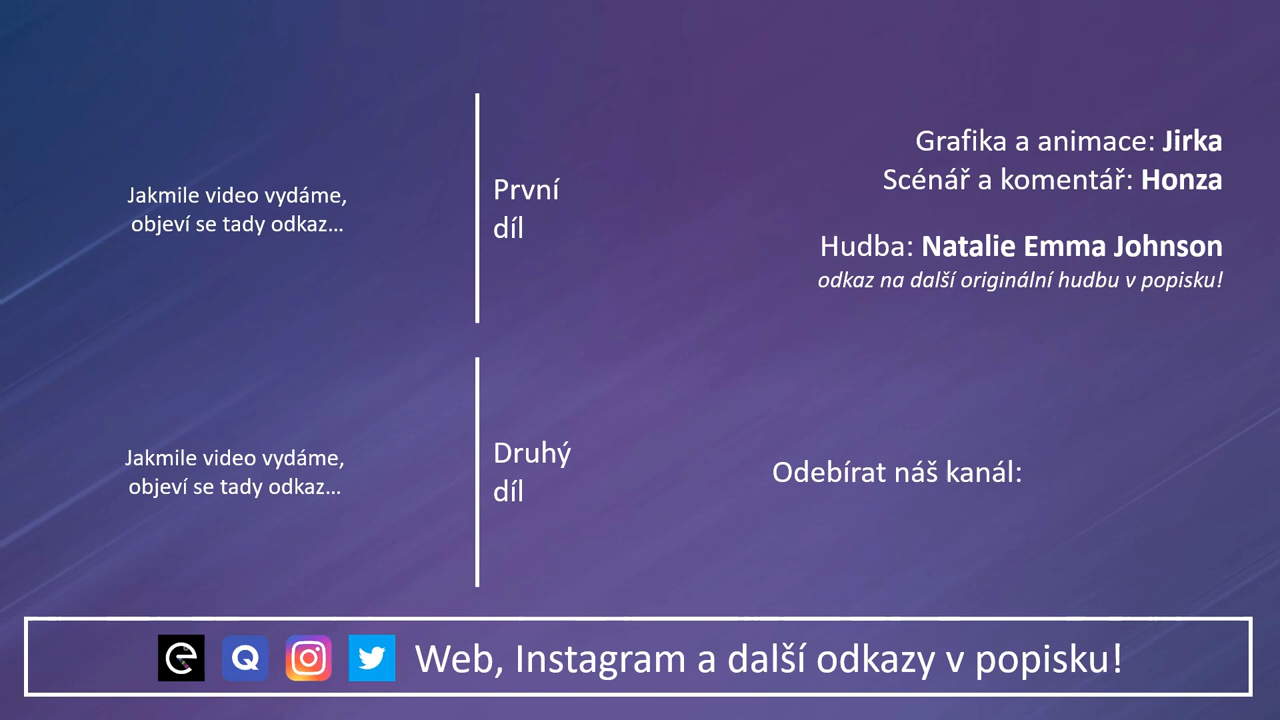 Jakmile video vydáme,
objeví se tady odkaz...
První
díl
Grafika a animace: Jirka
Scénář a komentář: Honza
Hudba: Natalie Emma Johnson
odkaz na další originální hudbu v popisku!
Jakmile video vydáme,
objeví se tady odkaz...
Druhý
díl
Odebírat náš kanál:
Web, Instagram a další odkazy v popisku!